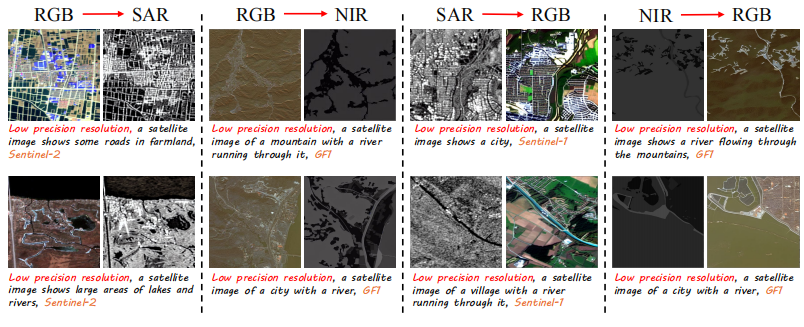 RGB → SAR
RGB → NIR
SAR → RGB
NIR → RGB
Low precision resolution, a satellite
image shows some roads in farmland,
Sentinel-2
Low precision resolution, a satellite
image of a mountain with a river
running through it, GF1
Low precision resolution, a satellite
image shows a city, Sentinel-1
Low precision resolution, a satellite
image shows a river flowing through
the mountains, GF1
Low precision resolution, a satellite
image shows large areas of lakes and
rivers, Sentinel-2
Low precision resolution, a satellite
image of a city with a river, GF1
Low precision resolution, a satellite
image of a village with a river
running through it, Sentinel-1
Low precision resolution, a satellite
image of a city with a river, GF1